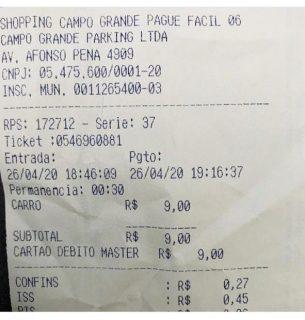 SHOPPING CAMPO GRANDE PAGUE FACIL 06
CAMPO GRANDE PARKING LTDA
AV. AFONSO PENA 4909
CNPJ: 05,475,600/0001-20
INSC. MUN. 0011265400-03
RPS: 172712 - Serie: 37
Ticket :0546960881
Entrada: Pgto:
26/04/20 18:46:09 26/04/20 19:16:37
Permanencia: 00:30
CARRO R$ 9,00
SUBTOTAL R$ 9,00
CARTAO DEBITO MASTER R$ 9,00
CONFINS : R$ 0,27
ISS : R$ 0,45